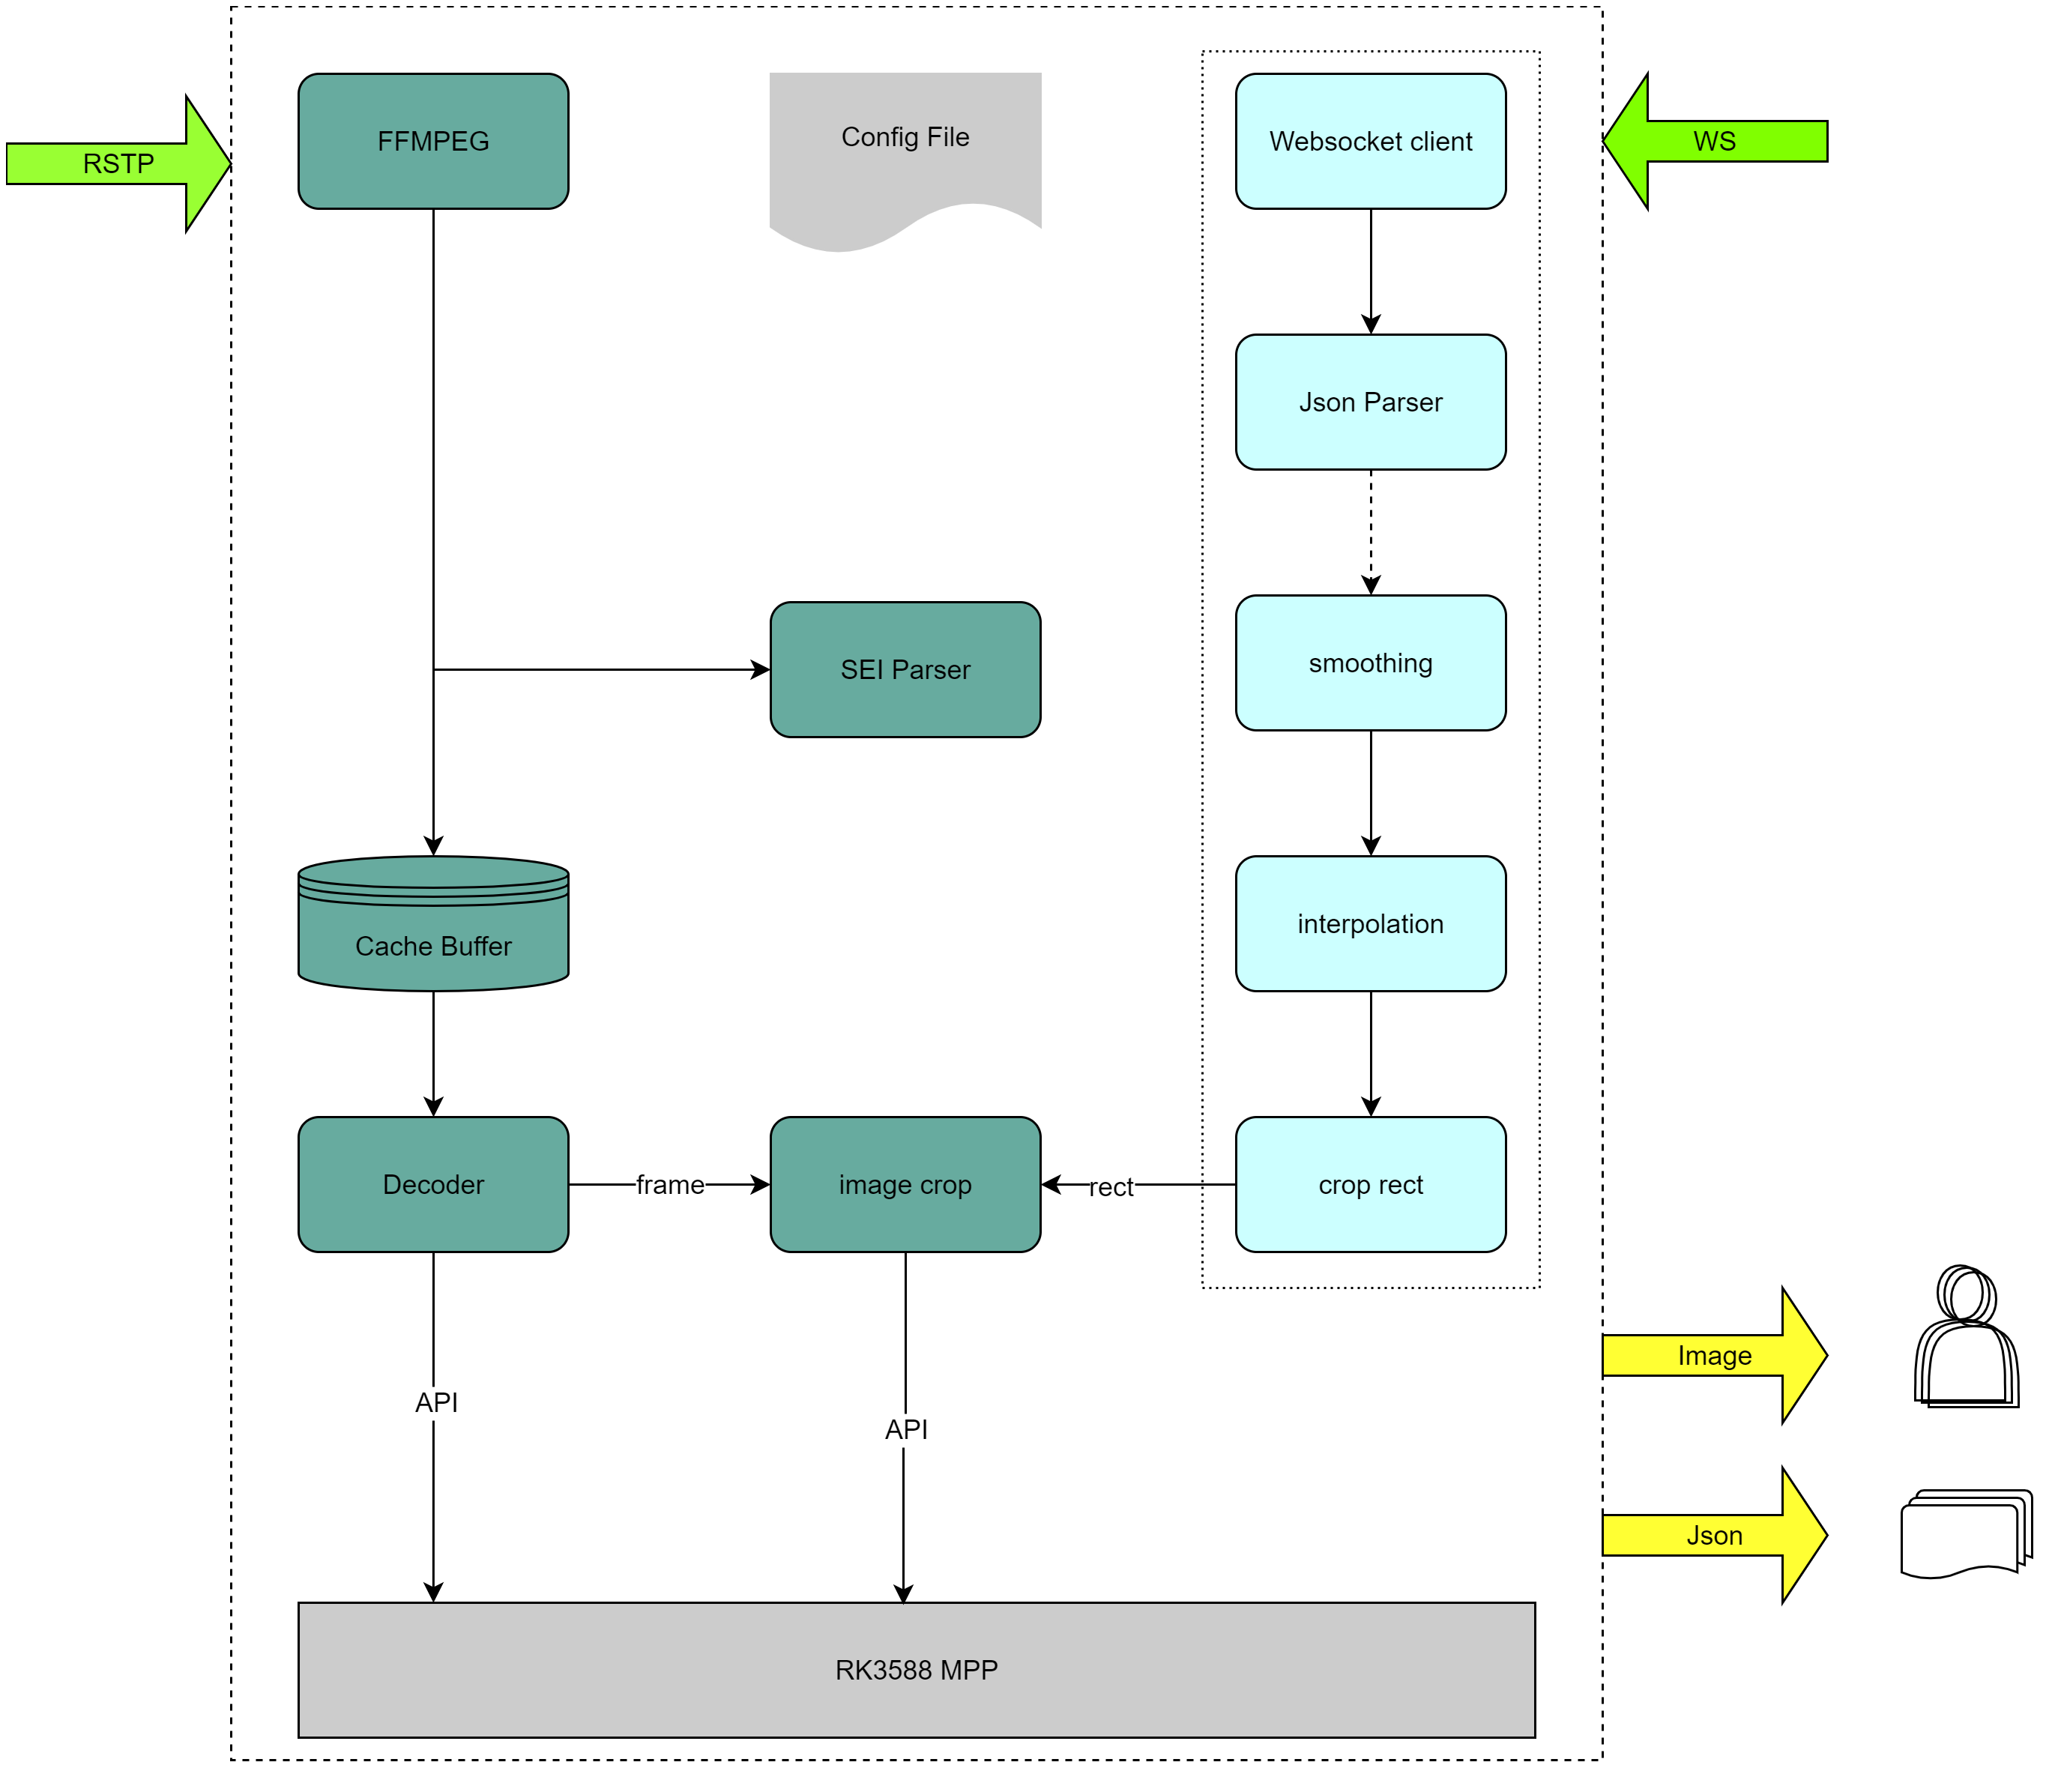 FFMPEG
Config File
Websocket client
RSTP
WS
Json Parser
SEI Parser
smoothing
Cache Buffer
interpolation
Decoder
frame
image crop
rect
crop rect
Image
API
API
Json
RK3588 MPP